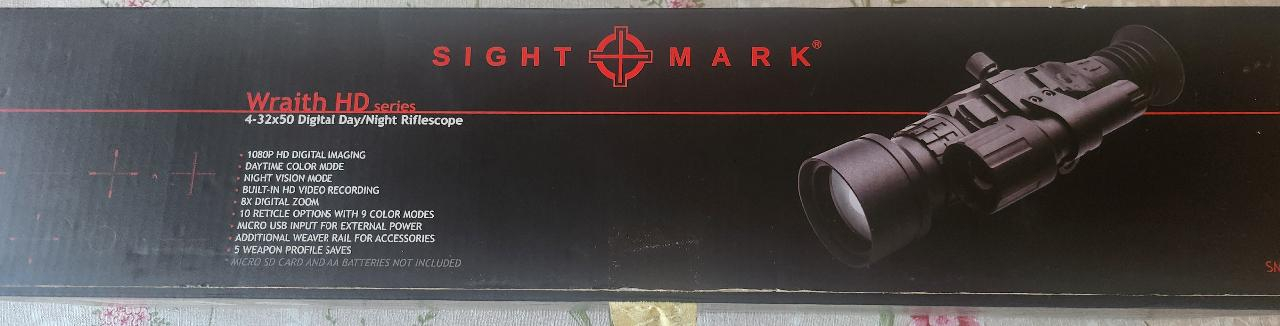 SIGHT MARK®
Wraith HD series
4-32x50 Digital Day/Night Riflescope
• 1080P HD DIGITAL IMAGING
• DAYTIME COLOR MODE
• NIGHT VISION MODE
• BUILT-IN HD VIDEO RECORDING
• 8X DIGITAL ZOOM
• 10 RETICLE OPTIONS WITH 9 COLOR MODES
• MICRO USB INPUT FOR EXTERNAL POWER
• ADDITIONAL WEAVER RAIL FOR ACCESSORIES
• 5 WEAPON PROFILE SAVES
* MICRO SD CARD AND AA BATTERIES NOT INCLUDED